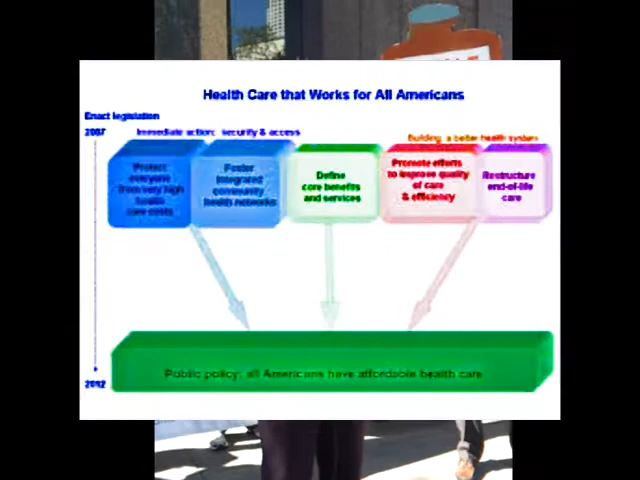 Health Care that Works for All Americans
Enact legislation
2007
Immediate action: security & access
Building a better health system
Protect
everyone
from very high
health
care costs
Foster
integrated
community
health networks
Define
core benefits
and services
Promote efforts
to improve quality
of care
& efficiency
Restructure
end-of-life
care
Public policy: all Americans have affordable health care
2012